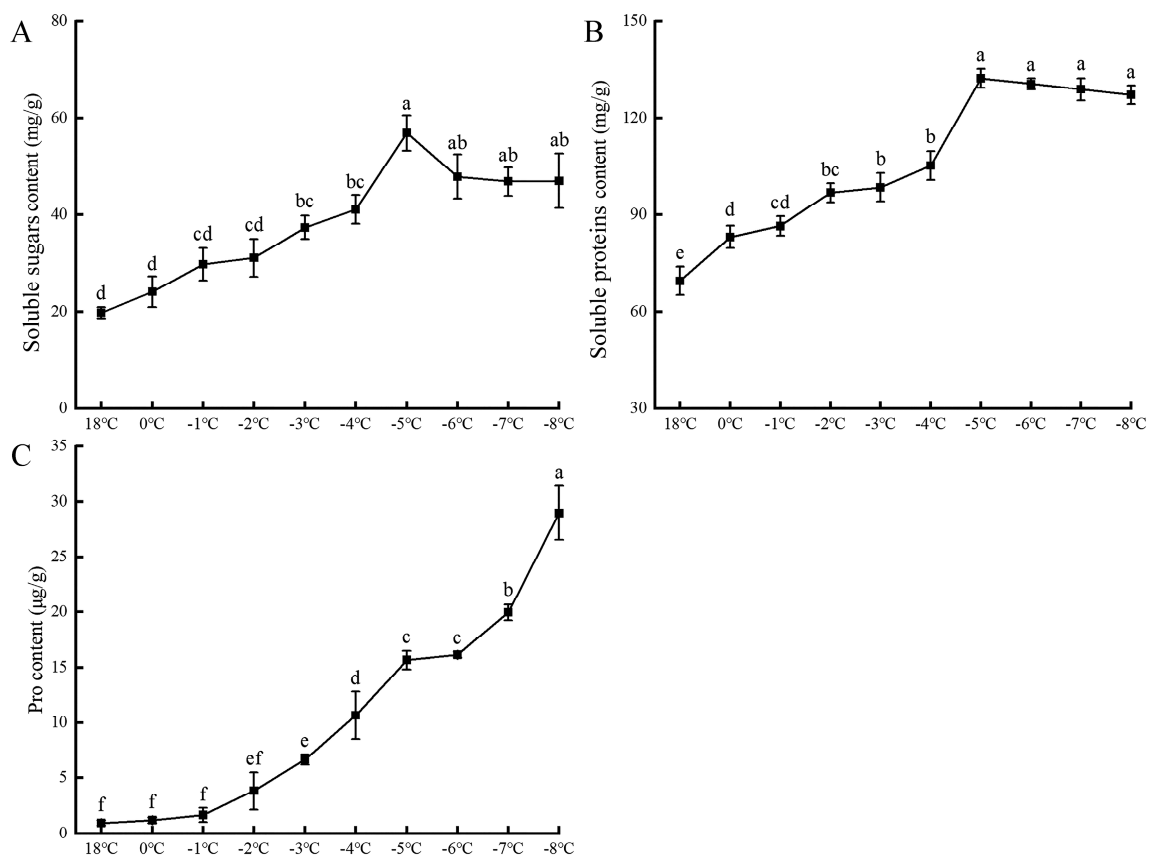 A
Soluble sugars content (mg/g)
80
60
40
20
0
d
d
cd
cd
bc
bc
a
ab
ab
ab
18℃ 0℃ -1℃ -2℃ -3℃ -4℃ -5℃ -6℃ -7℃ -8℃
B
Soluble proteins content (mg/g)
150
120
90
60
30
e
d
cd
bc
b
b
a
a
a
a
18℃ 0℃ -1℃ -2℃ -3℃ -4℃ -5℃ -6℃ -7℃ -8℃
C
Pro content (μg/g)
35
30
25
20
15
10
5
0
f
f
f
ef
e
d
c
c
b
a
18℃ 0℃ -1℃ -2℃ -3℃ -4℃ -5℃ -6℃ -7℃ -8℃